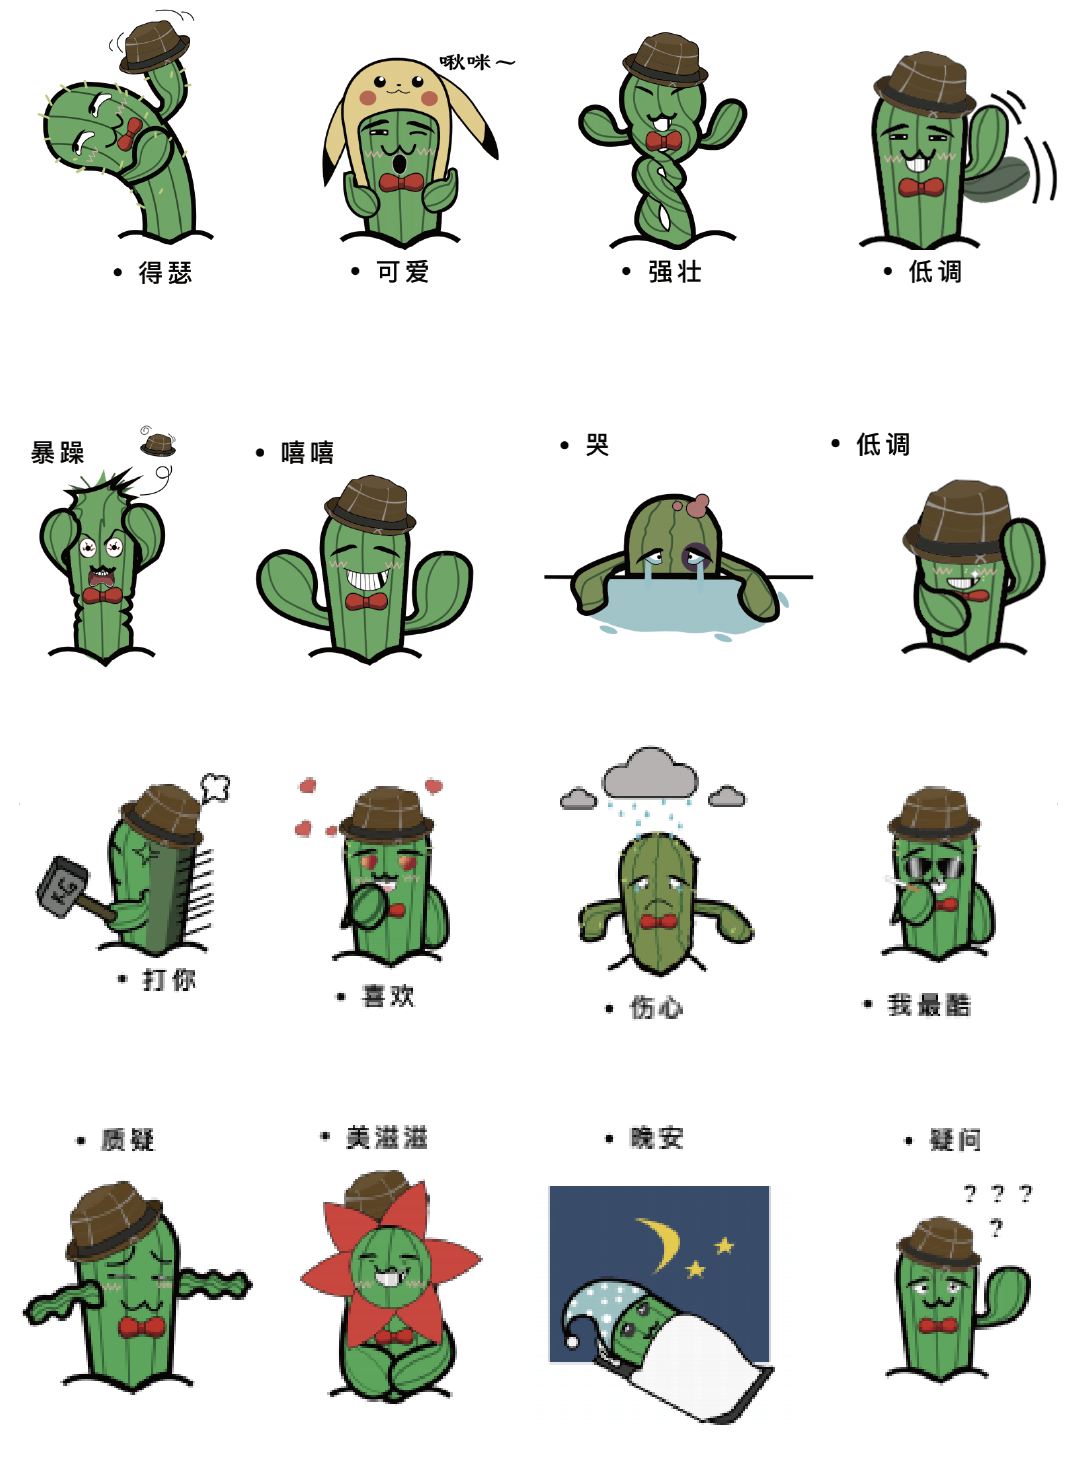 啾咪～
• 得瑟
• 可爱
• 强壮
• 低调
暴躁
• 嘻嘻
• 哭
• 低调
KG
• 打你
• 喜欢
• 伤心
• 我最酷
• 质疑
• 美滋滋
• 晚安
• 疑问
? ? ?
?